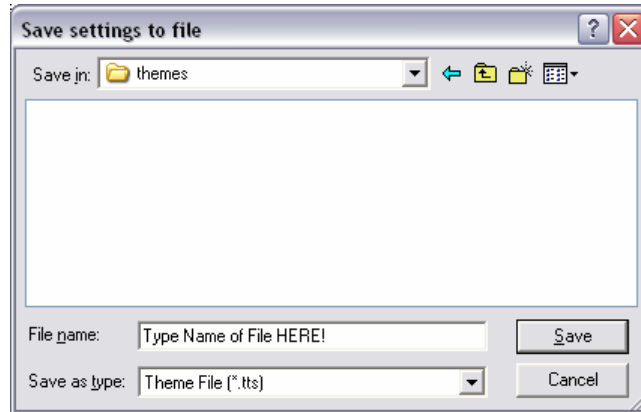 Save settings to file
Save in: themes
File name: Type Name of File HERE!
Save
Save as type: Theme File (*.tts)
Cancel